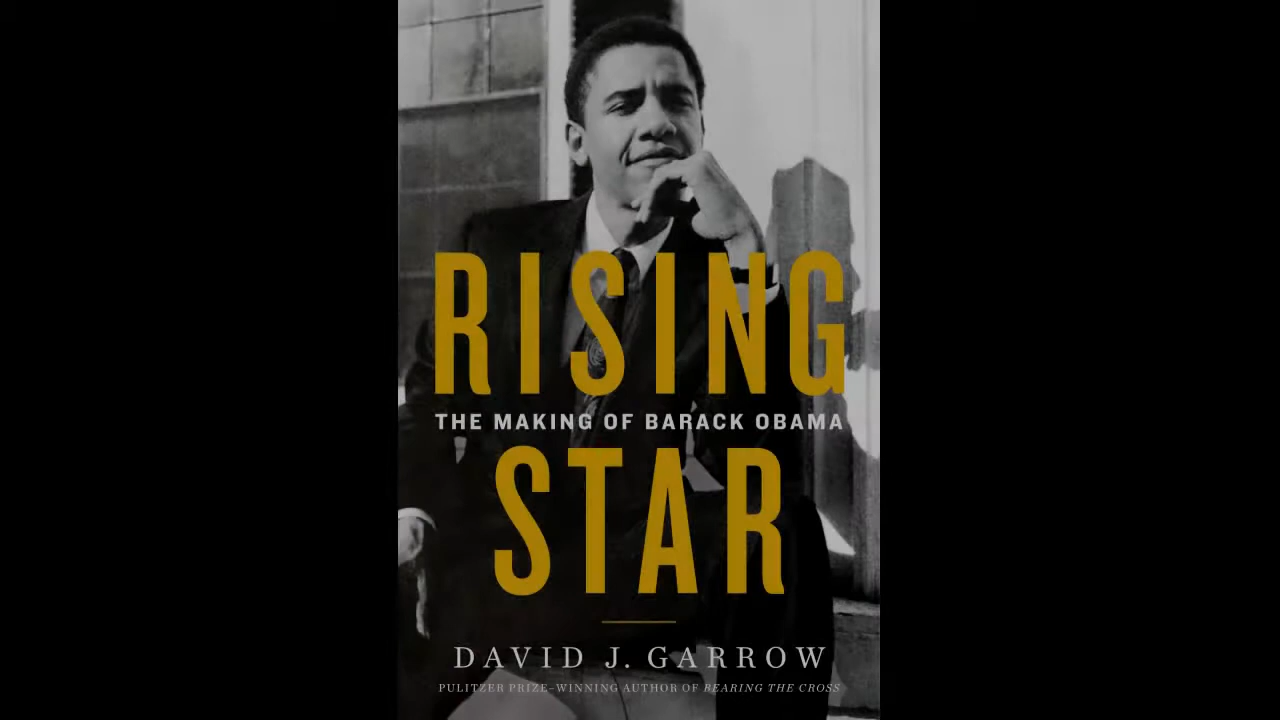 RISING
THE MAKING OF BARACK OBAMA
STAR
DAVID J. GARROW
PULITZER PRIZE–WINNING AUTHOR OF BEARING THE CROSS